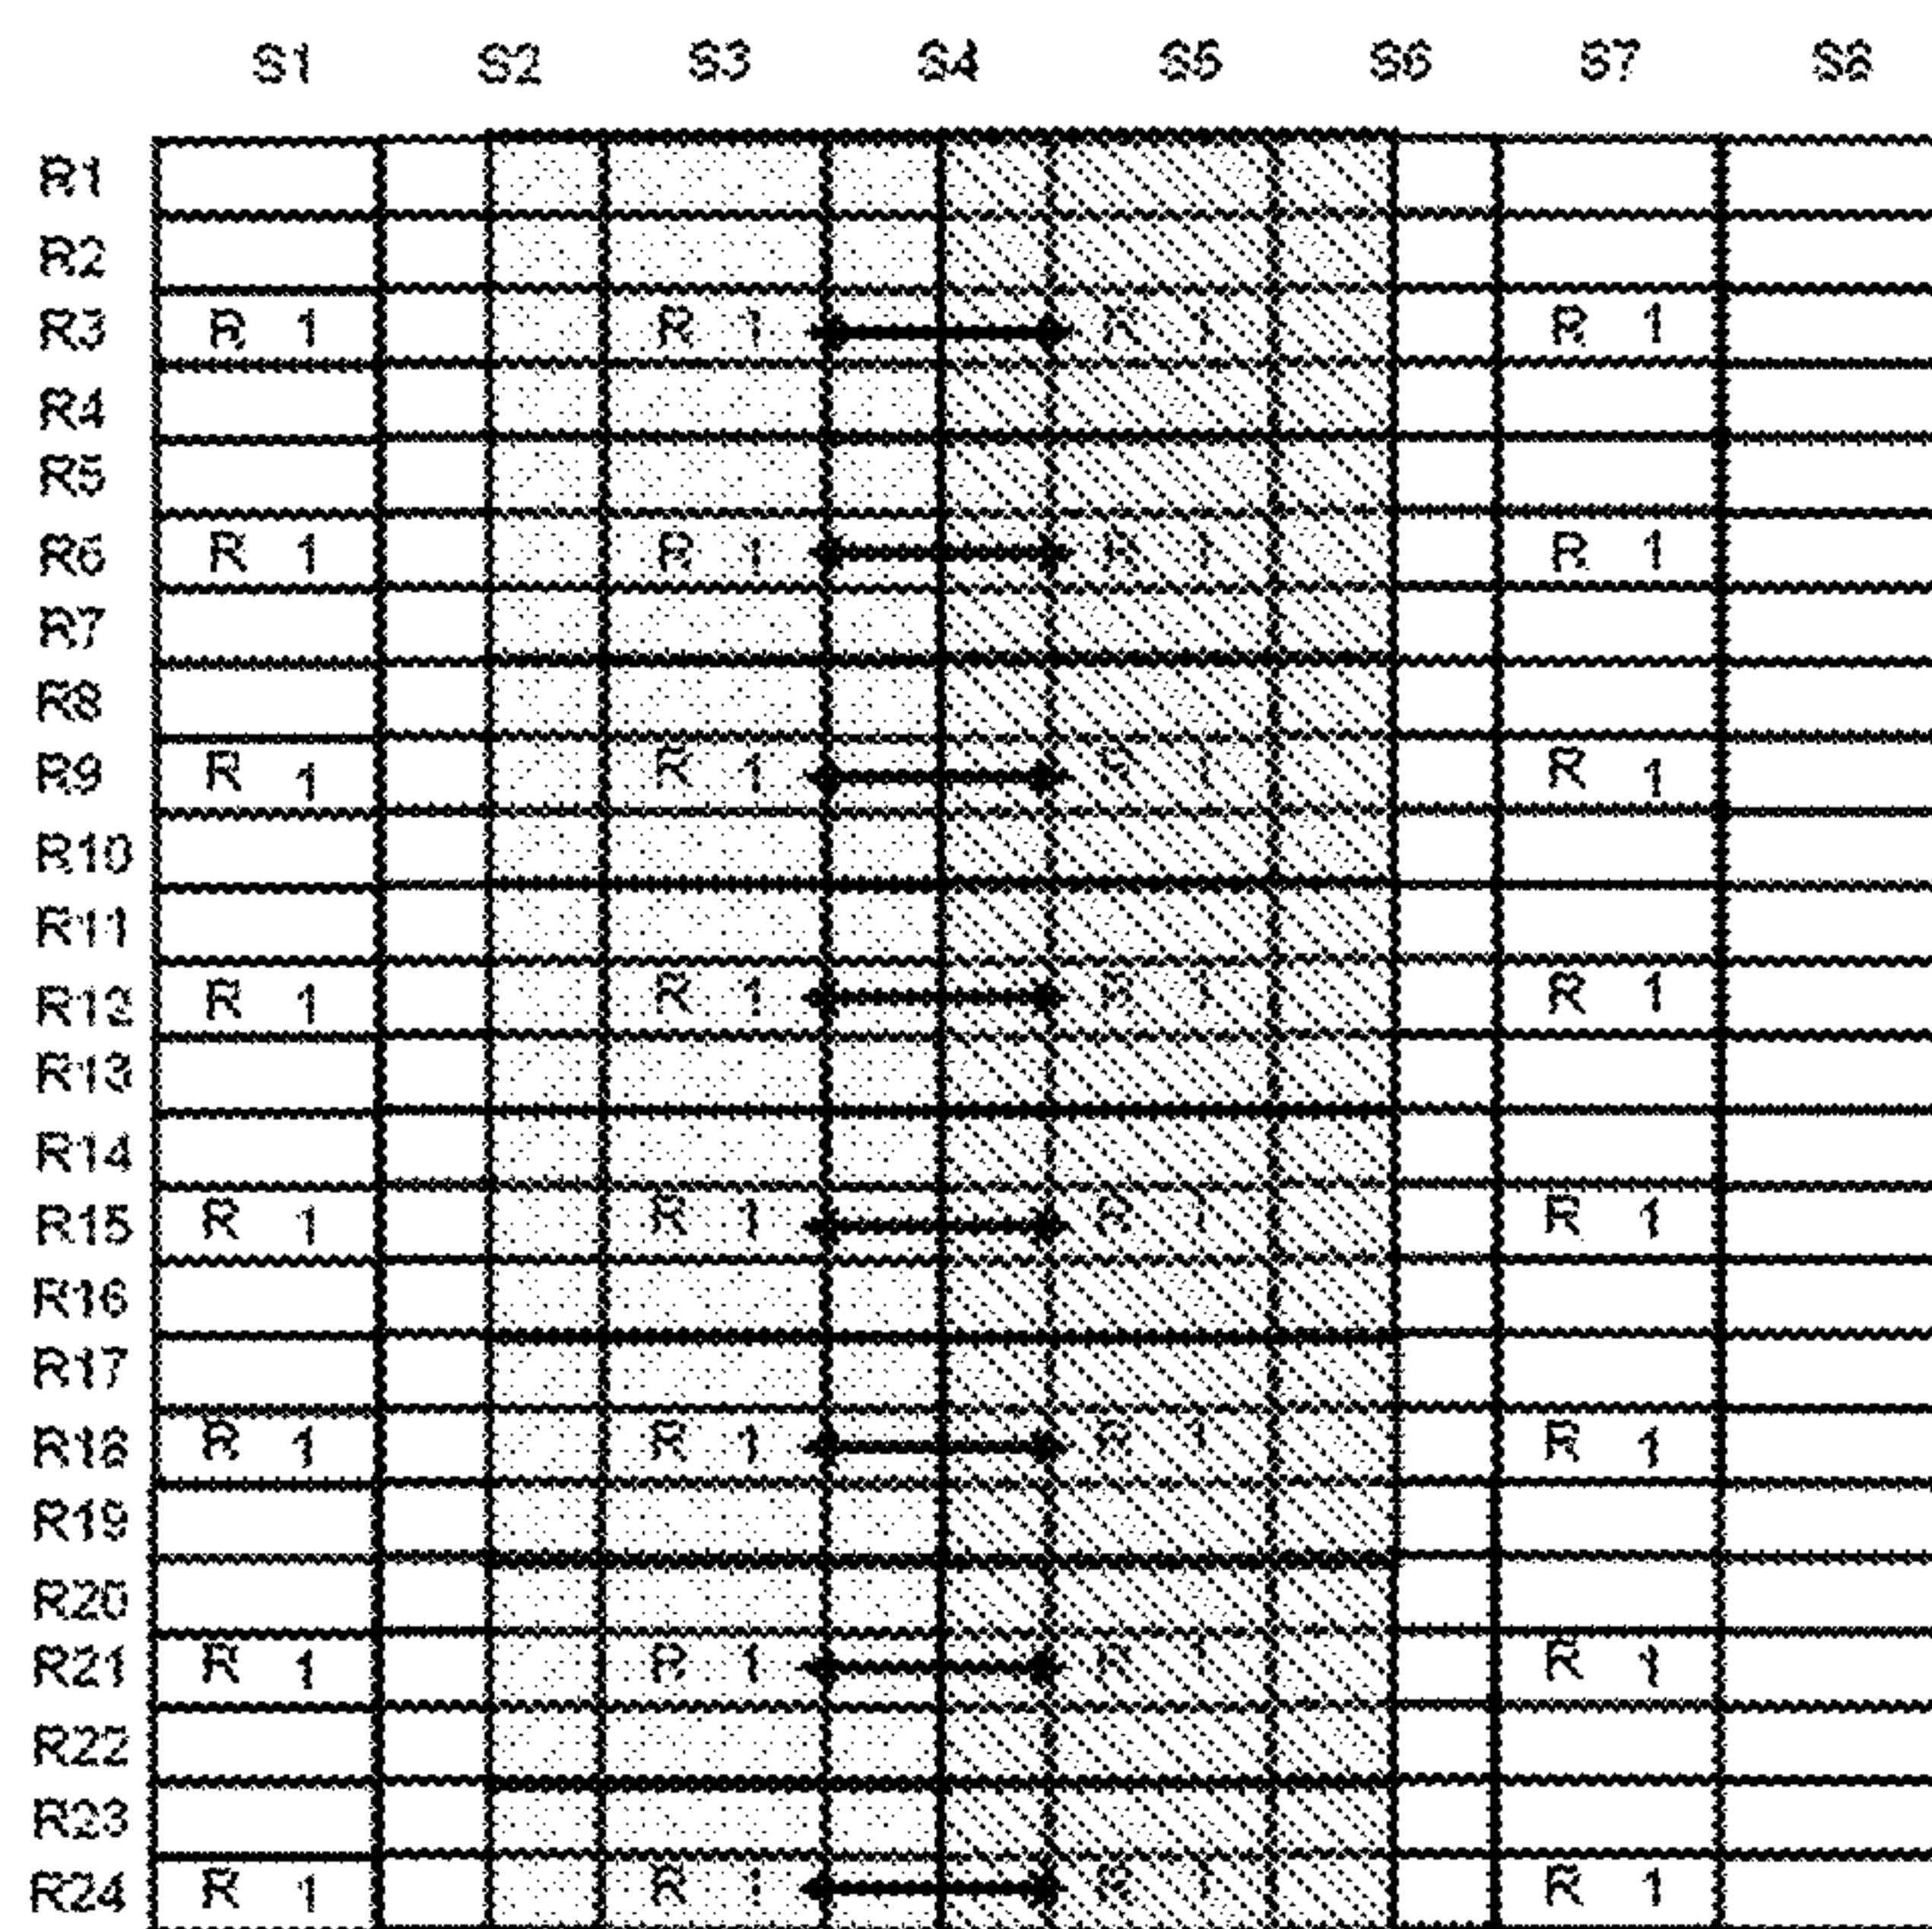 S1 S2 S3 S4 S5 S6 S7 S8
R1
R2
R3 R 1 R 1 R 1 R 1
R4
R5
R6 R 1 R 1 R 1 R 1
R7
R8
R9 R 1 R 1 R 1 R 1
R10
R11
R12 R 1 R 1 R 1 R 1
R13
R14
R15 R 1 R 1 R 1 R 1
R16
R17
R18 R 1 R 1 R 1 R 1
R19
R20
R21 R 1 R 1 R 1 R 1
R22
R23
R24 R 1 R 1 R 1 R 1